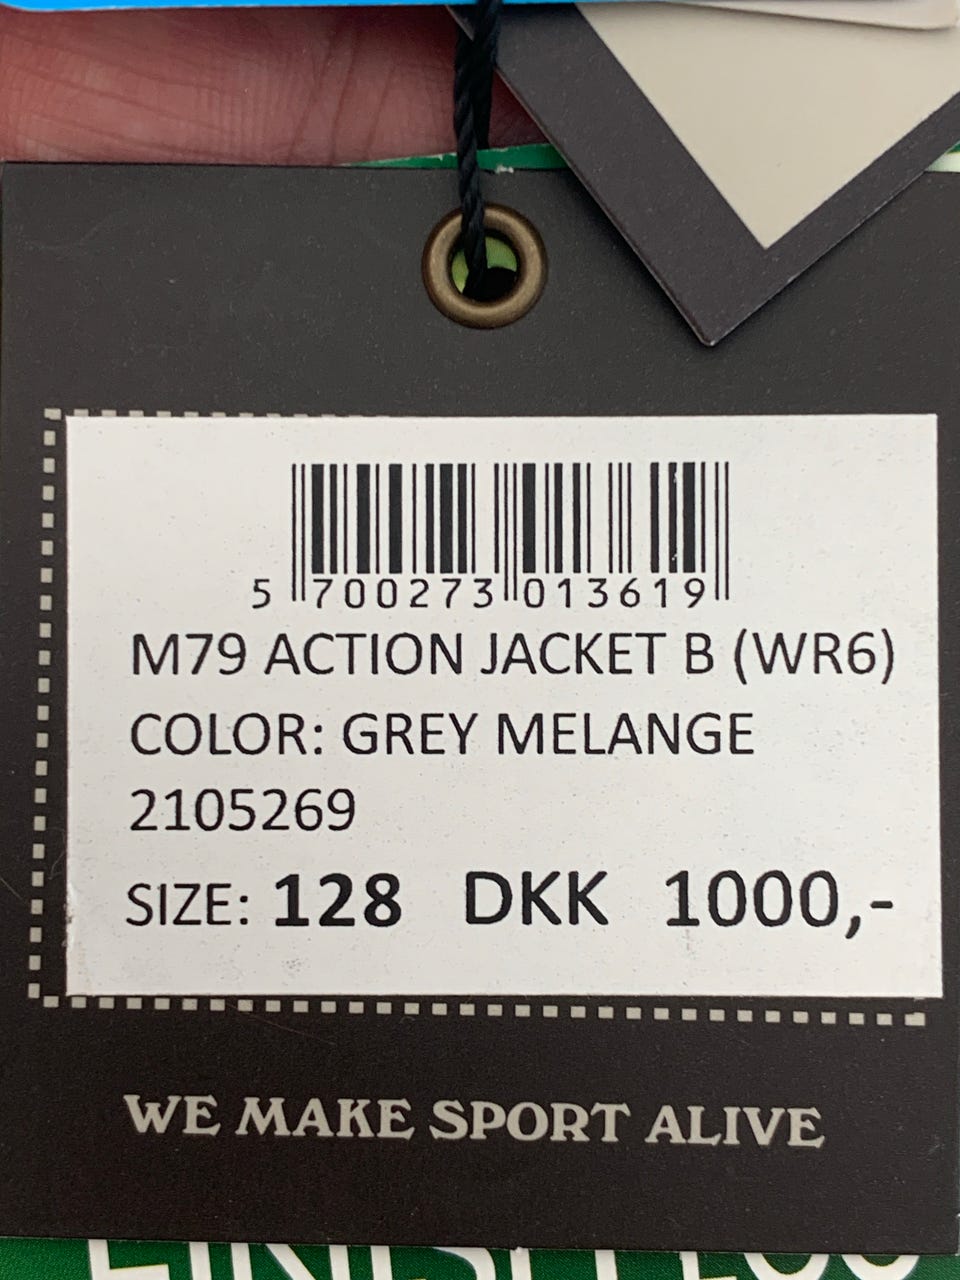 5 700273 013619
M79 ACTION JACKET B (WR6)
COLOR: GREY MELANGE
2105269
SIZE: 128 DKK 1000,-
WE MAKE SPORT ALIVE